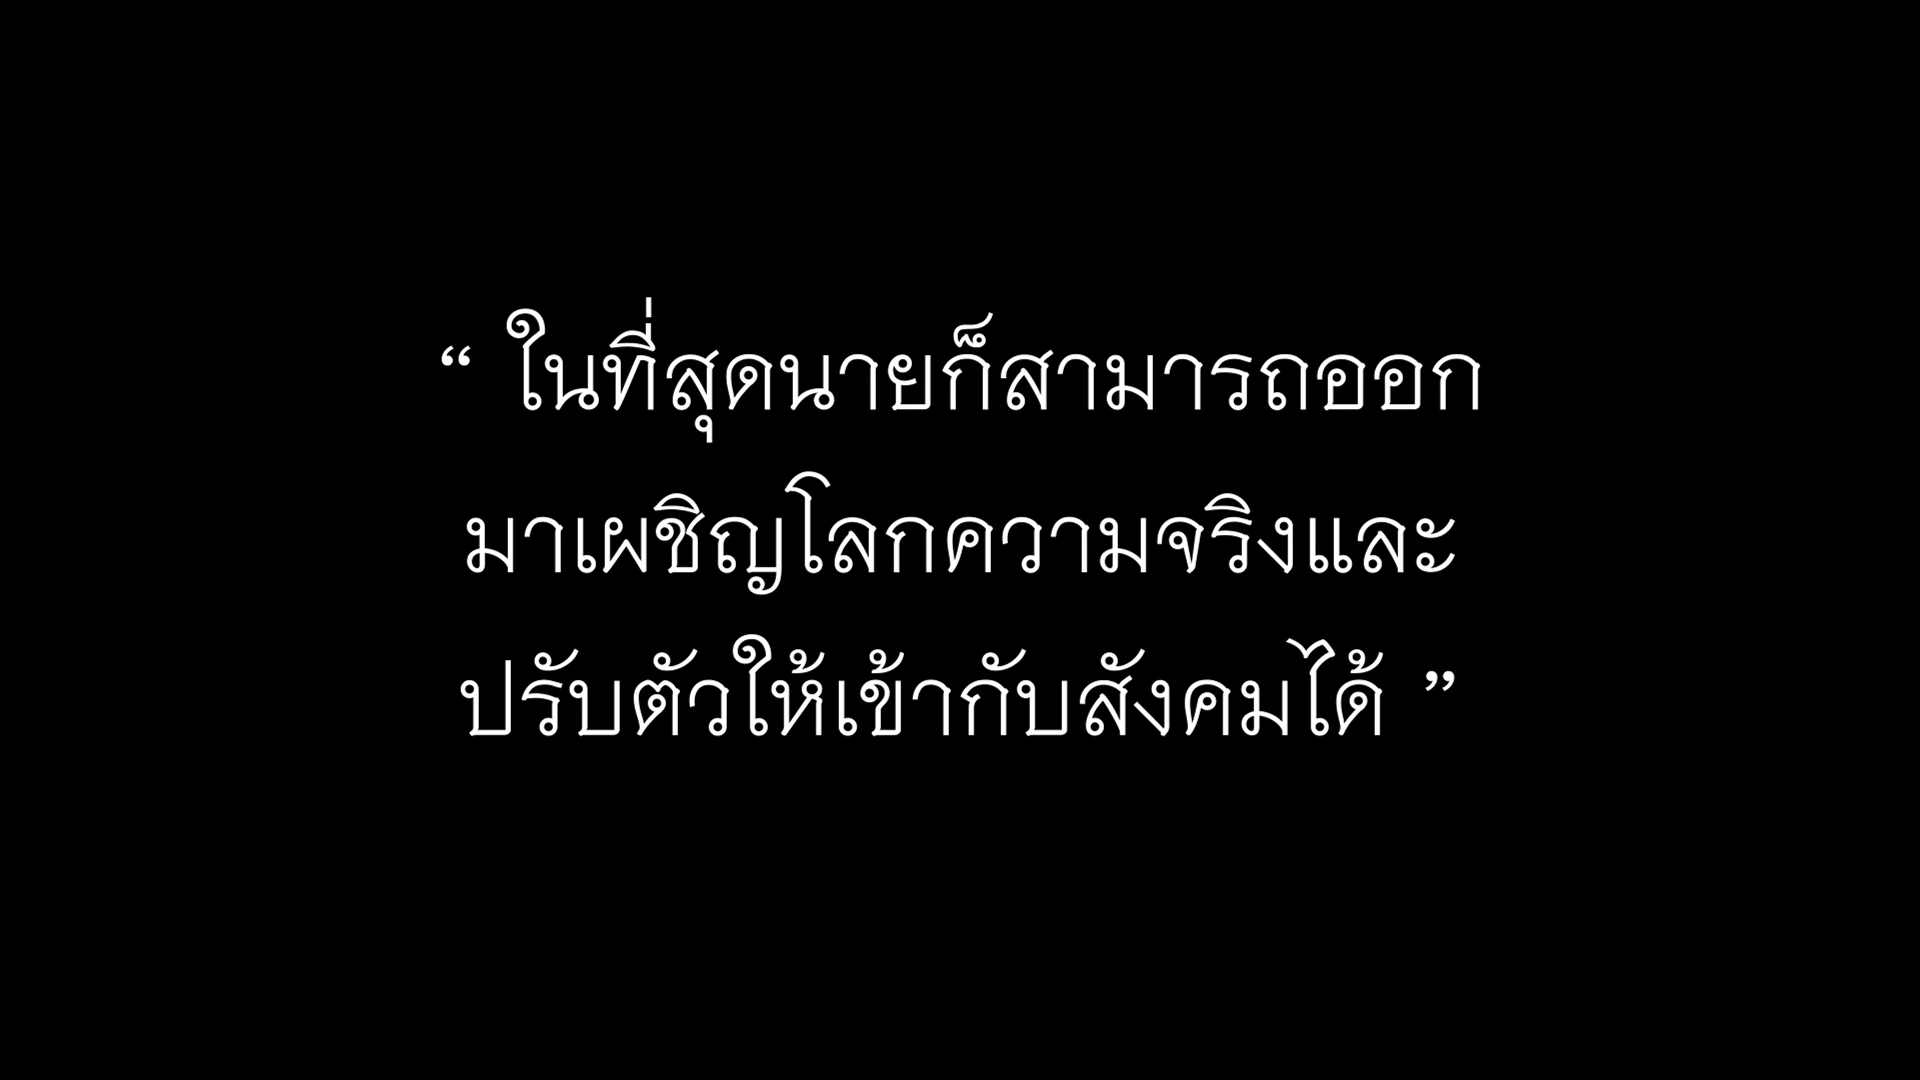 “ ในที่สุดนายก็สามารถออก
มาเผชิญโลกความจริงและ
ปรับตัวให้เข้ากับสังคมได้ ”